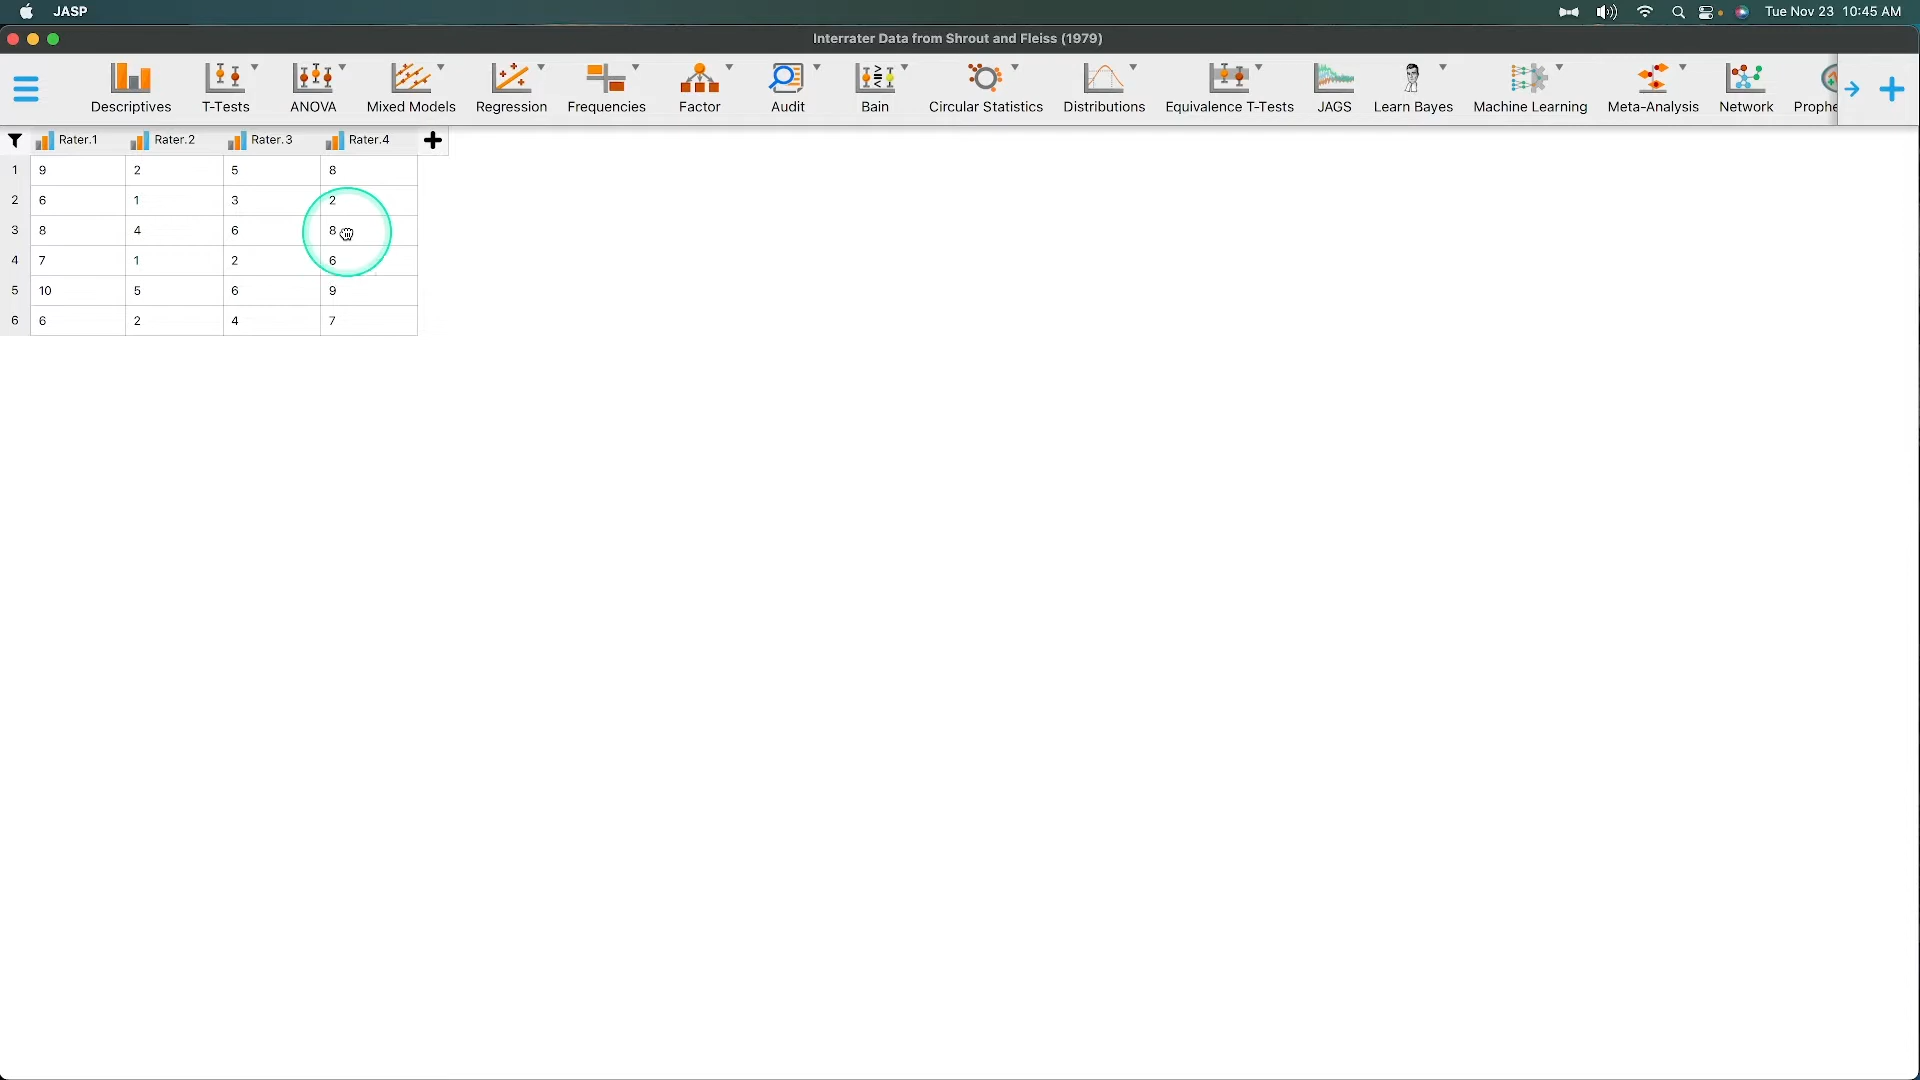 JASP Tue Nov 23 10:45 AM
Interrater Data from Shrout and Fleiss (1979)
Descriptives T-Tests ANOVA Mixed Models Regression Frequencies Factor Audit Bain Circular Statistics Distributions Equivalence T-Tests JAGS Learn Bayes Machine Learning Meta-Analysis Network Prophe
Rater.1 Rater.2 Rater.3 Rater.4
1 9 2 5 8
2 6 1 3 2
3 8 4 6 8
4 7 1 2 6
5 10 5 6 9
6 6 2 4 7